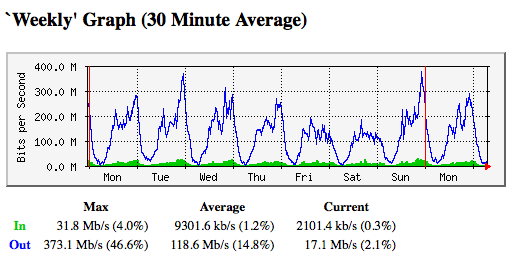 `Weekly' Graph (30 Minute Average)
Bits per Second
400.0 M
300.0 M
200.0 M
100.0 M
0.0 M
Mon Tue Wed Thu Fri Sat Sun Mon
Max Average Current
In 31.8 Mb/s (4.0%) 9301.6 kb/s (1.2%) 2101.4 kb/s (0.3%)
Out 373.1 Mb/s (46.6%) 118.6 Mb/s (14.8%) 17.1 Mb/s (2.1%)